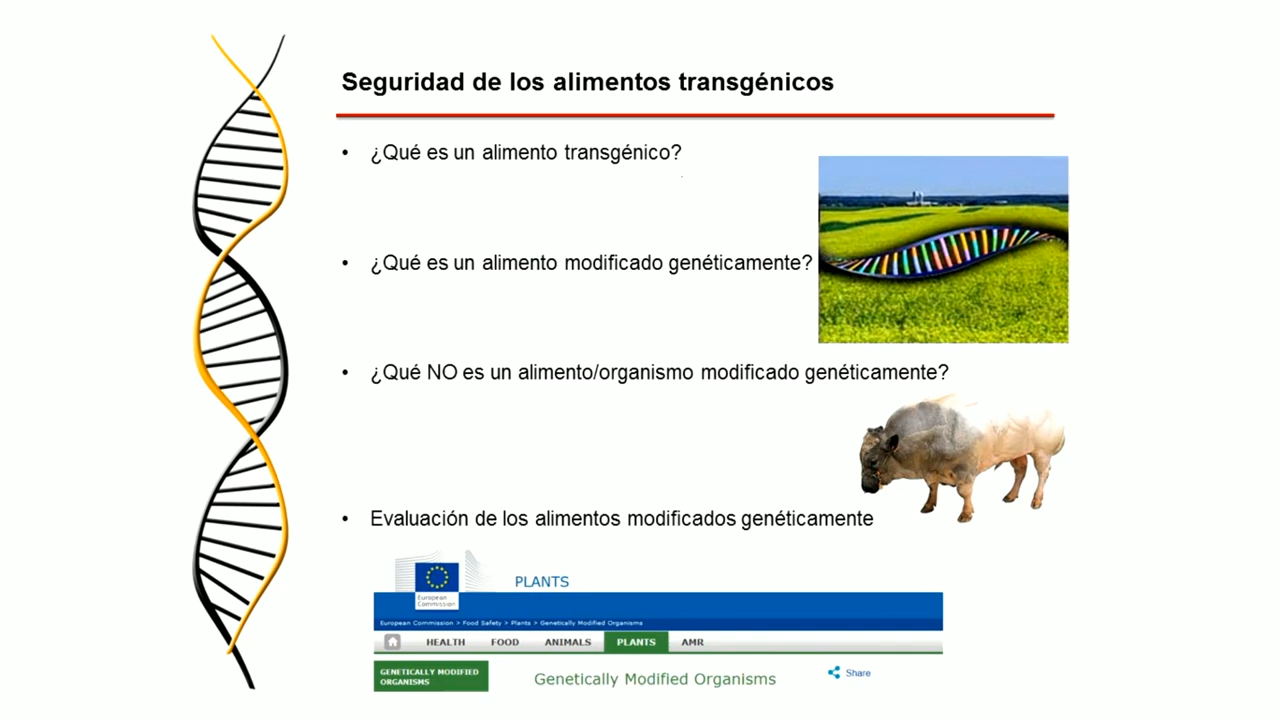 Seguridad de los alimentos transgénicos
• ¿Qué es un alimento transgénico?
• ¿Qué es un alimento modificado genéticamente?
• ¿Qué NO es un alimento/organismo modificado genéticamente?
• Evaluación de los alimentos modificados genéticamente
European
Commission
PLANTS
European Commission > Food Safety > Plants > Genetically Modified Organisms
HEALTH FOOD ANIMALS PLANTS AMR
GENETICALLY MODIFIED
ORGANISMS
Genetically Modified Organisms
Share